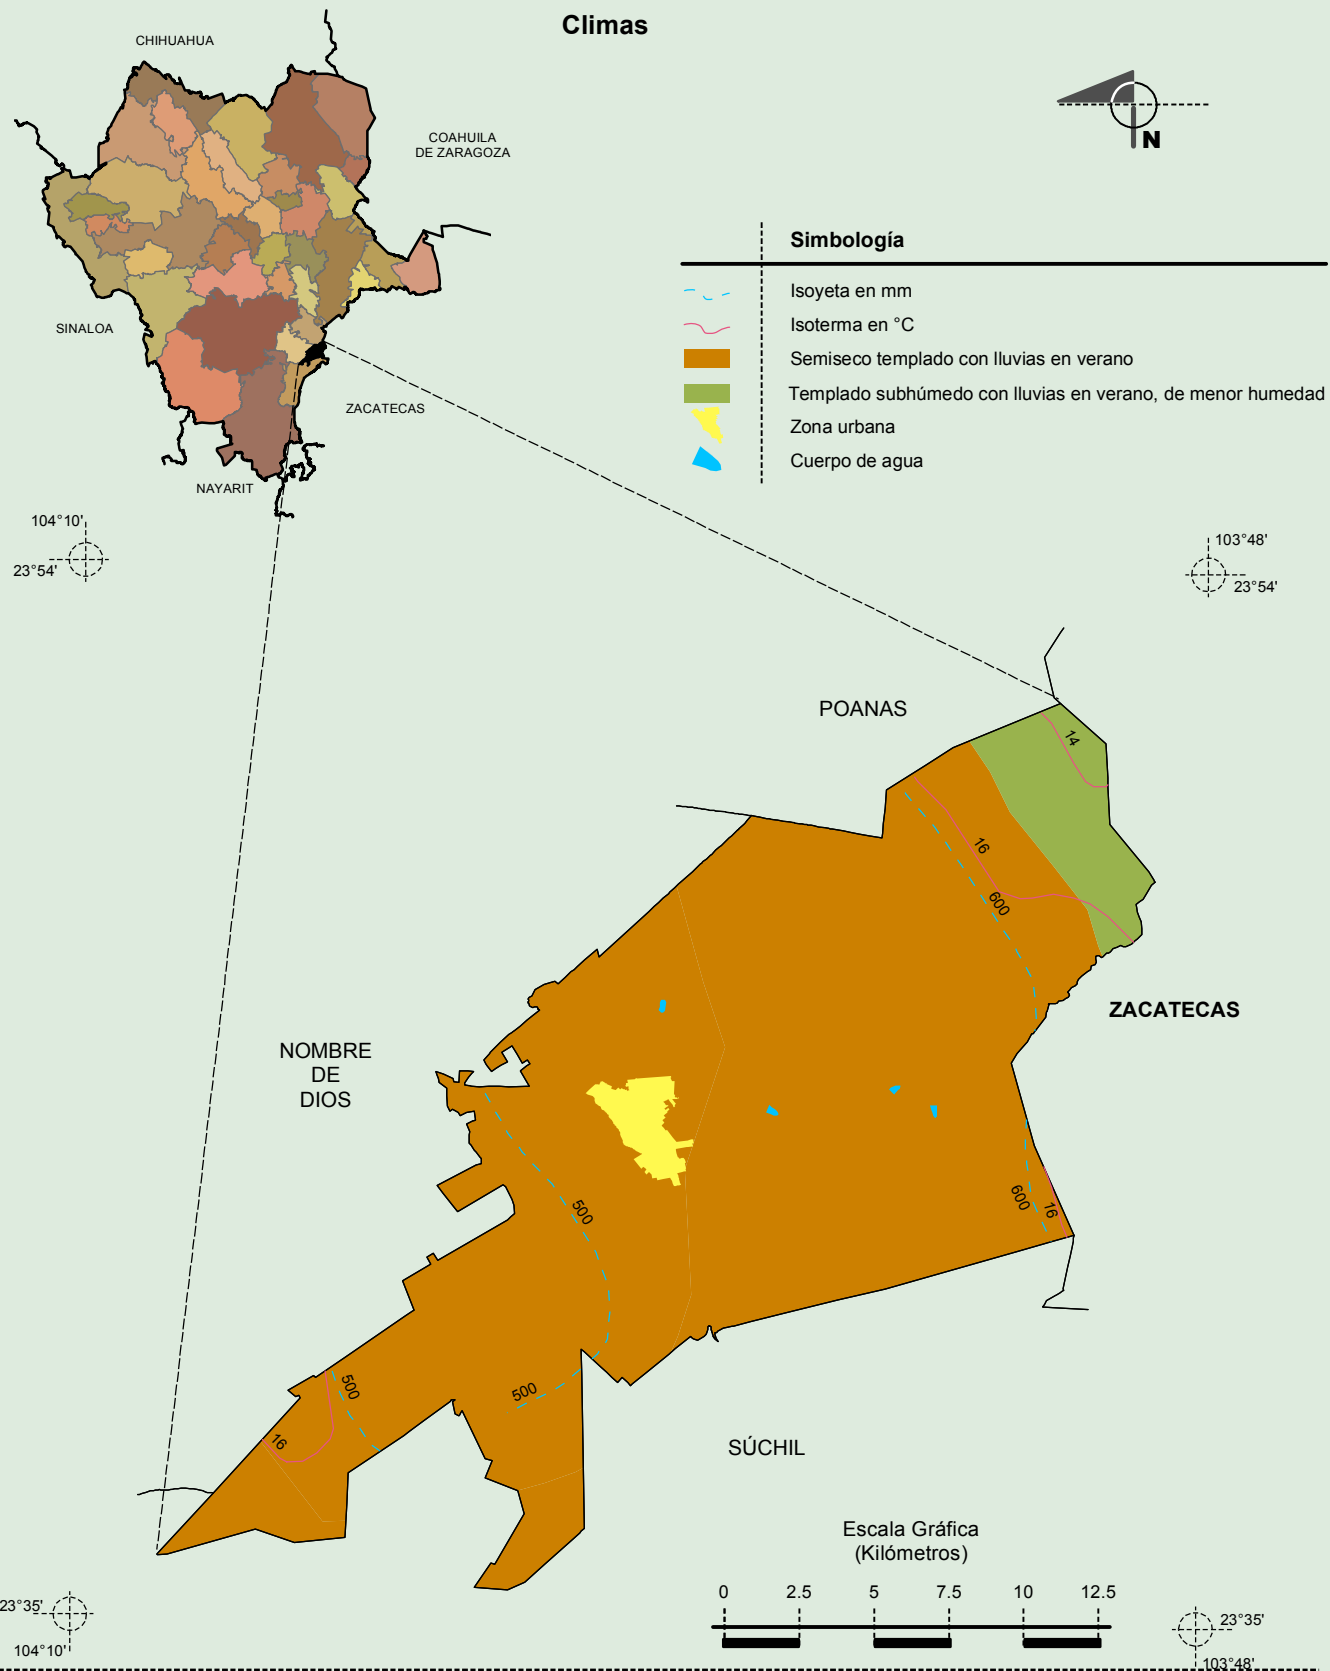 Climas
CHIHUAHUA
COAHUILA
DE ZARAGOZA
SINALOA
ZACATECAS
NAYARIT
N
Simbología
Isoyeta en mm
Isoterma en °C
Semiseco templado con lluvias en verano
Templado subhúmedo con lluvias en verano, de menor humedad
Zona urbana
Cuerpo de agua
104°10'
23°54'
103°48'
23°54'
POANAS
14
16
600
ZACATECAS
NOMBRE
DE
DIOS
500
600
16
500
500
16
SÚCHIL
Escala Gráfica
(Kilómetros)
0 2.5 5 7.5 10 12.5
23°35'
104°10'
23°35'
103°48'